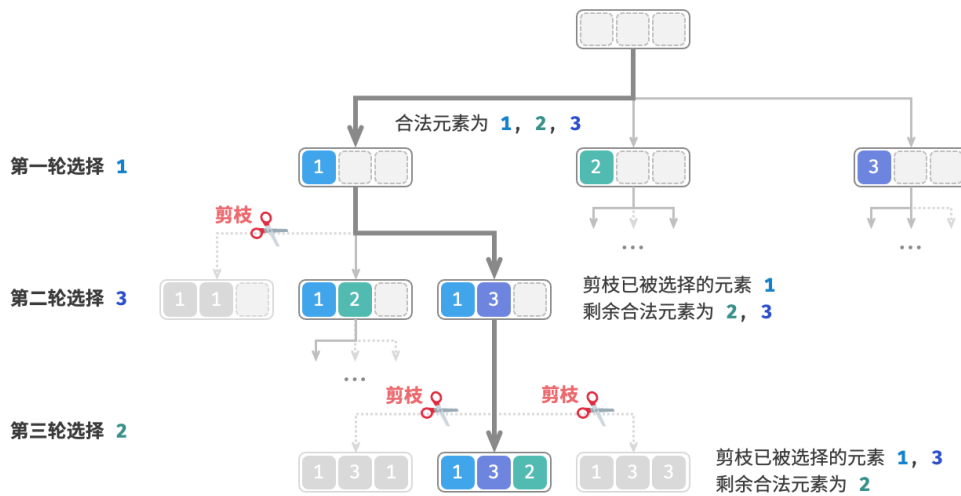 合法元素为 1, 2, 3
第一轮选择 1
1
2
3
剪枝
...
...
第二轮选择 3
1 1
1 2
1 3
剪枝已被选择的元素 1
剩余合法元素为 2, 3
...
剪枝
剪枝
第三轮选择 2
1 3 1
1 3 2
1 3 3
剪枝已被选择的元素 1, 3
剩余合法元素为 2